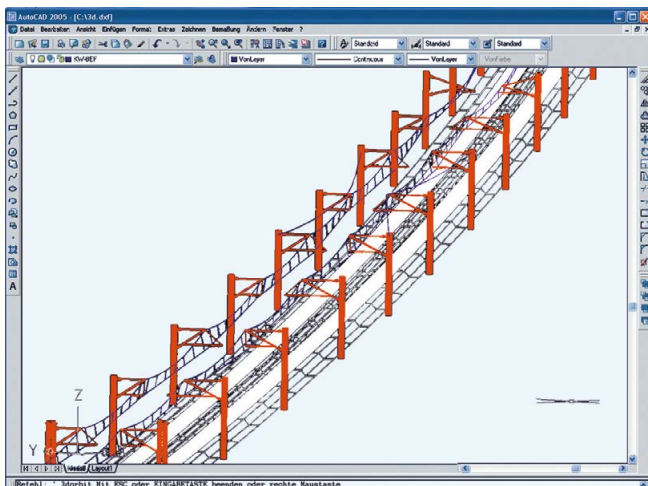 AutoCAD 2005 - [C:\3d.dxf]
Datei Bearbeiten Ansicht Einfügen Format Extras Zeichnen Bemaßung Ändern Fenster ?
Standard Standard Standard
KW-BEF VonLayer Continuous VonLayer VonFarbe
Z
Y
A
Modell Layout1
Befehl: '_3dorbit Mit ESC oder EINGABETASTE beenden oder rechte Maustaste